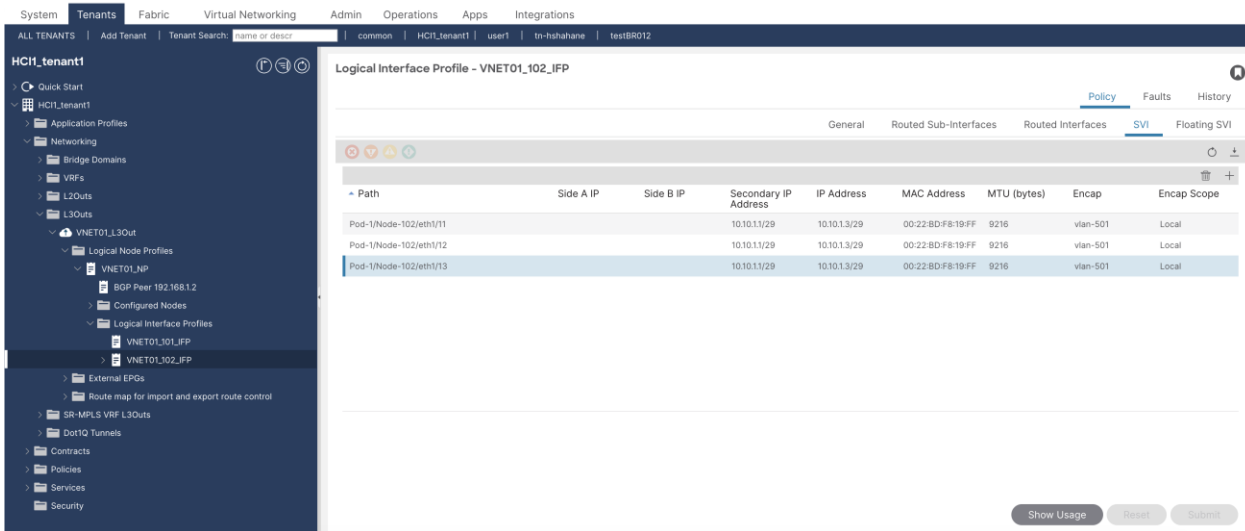 System Tenants Fabric Virtual Networking Admin Operations Apps Integrations
ALL TENANTS | Add Tenant | Tenant Search: name or descr | common | HCI1_tenant1 | user1 | tn-hshahane | testBR012
HCI1_tenant1
Quick Start
HCI1_tenant1
Application Profiles
Networking
Bridge Domains
VRFs
L2Outs
L3Outs
VNET01_L3Out
Logical Node Profiles
VNET01_NP
BGP Peer 192.168.1.2
Configured Nodes
Logical Interface Profiles
VNET01_101_IFP
VNET01_102_IFP
External EPGs
Route map for import and export route control
SR-MPLS VRF L3Outs
Dot1Q Tunnels
Contracts
Policies
Services
Security
Logical Interface Profile - VNET01_102_IFP
Policy Faults History
General Routed Sub-Interfaces Routed Interfaces SVI Floating SVI
Path Side A IP Side B IP Secondary IP Address IP Address MAC Address MTU (bytes) Encap Encap Scope
Pod-1/Node-102/eth1/11 10.10.1.1/29 10.10.1.3/29 00:22:BD:F8:19:FF 9216 vlan-501 Local
Pod-1/Node-102/eth1/12 10.10.1.1/29 10.10.1.3/29 00:22:BD:F8:19:FF 9216 vlan-501 Local
Pod-1/Node-102/eth1/13 10.10.1.1/29 10.10.1.3/29 00:22:BD:F8:19:FF 9216 vlan-501 Local
Show Usage Reset Submit